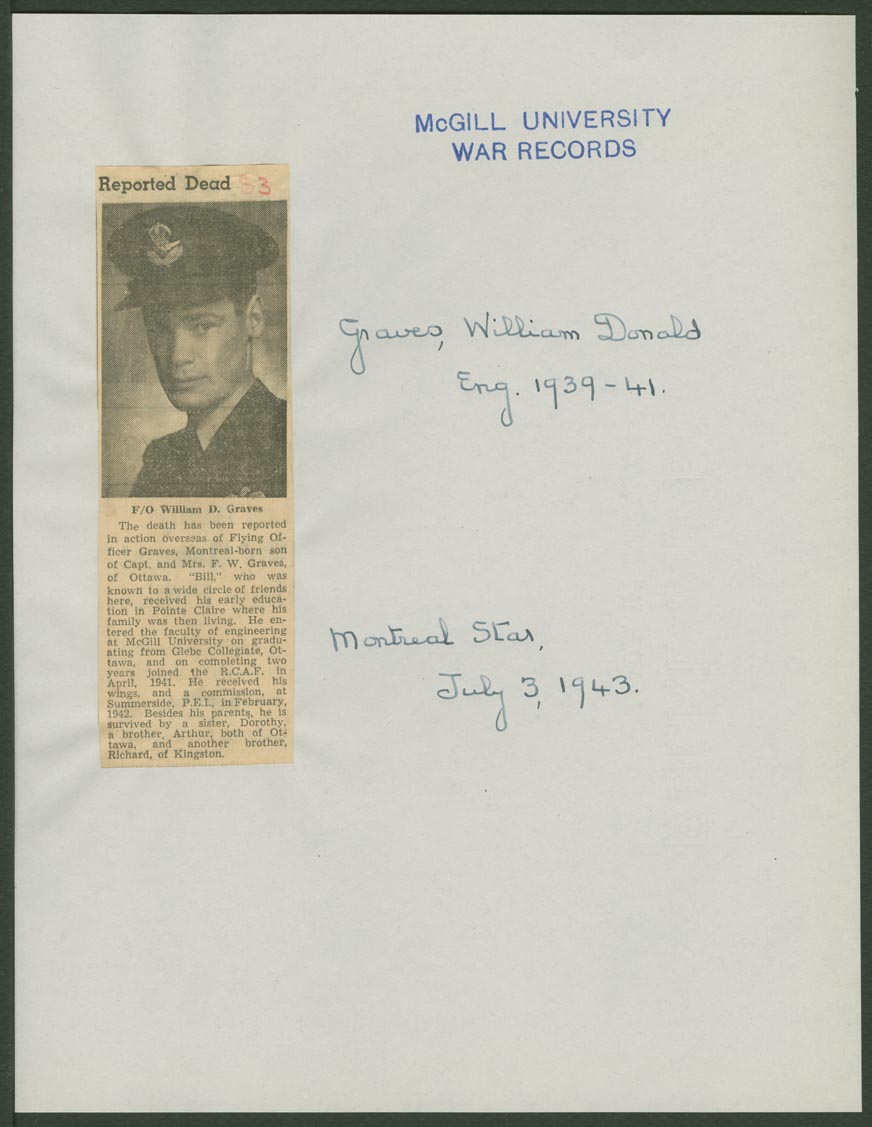 McGILL UNIVERSITY
WAR RECORDS
Reported Dead 53
F/O William D. Graves
The death has been reported
in action overseas of Flying Of-
ficer Graves, Montreal-born son
of Capt. and Mrs. F. W. Graves,
of Ottawa. "Bill," who was
known to a wide circle of friends
here, received his early educa-
tion in Pointe Claire where his
family was then living. He en-
tered the faculty of engineering
at McGill University on gradu-
ating from Glebe Collegiate, Ot-
tawa, and on completing two
years joined the R.C.A.F. in
April, 1941. He received his
wings, and a commission, at
Summerside, P.E.I., in February,
1942. Besides his parents, he is
survived by a sister, Dorothy,
a brother, Arthur, both of Ot-
tawa, and another brother,
Richard, of Kingston.
Graves, William Donald
Eng. 1939-41.
Montreal Star,
July 3, 1943.